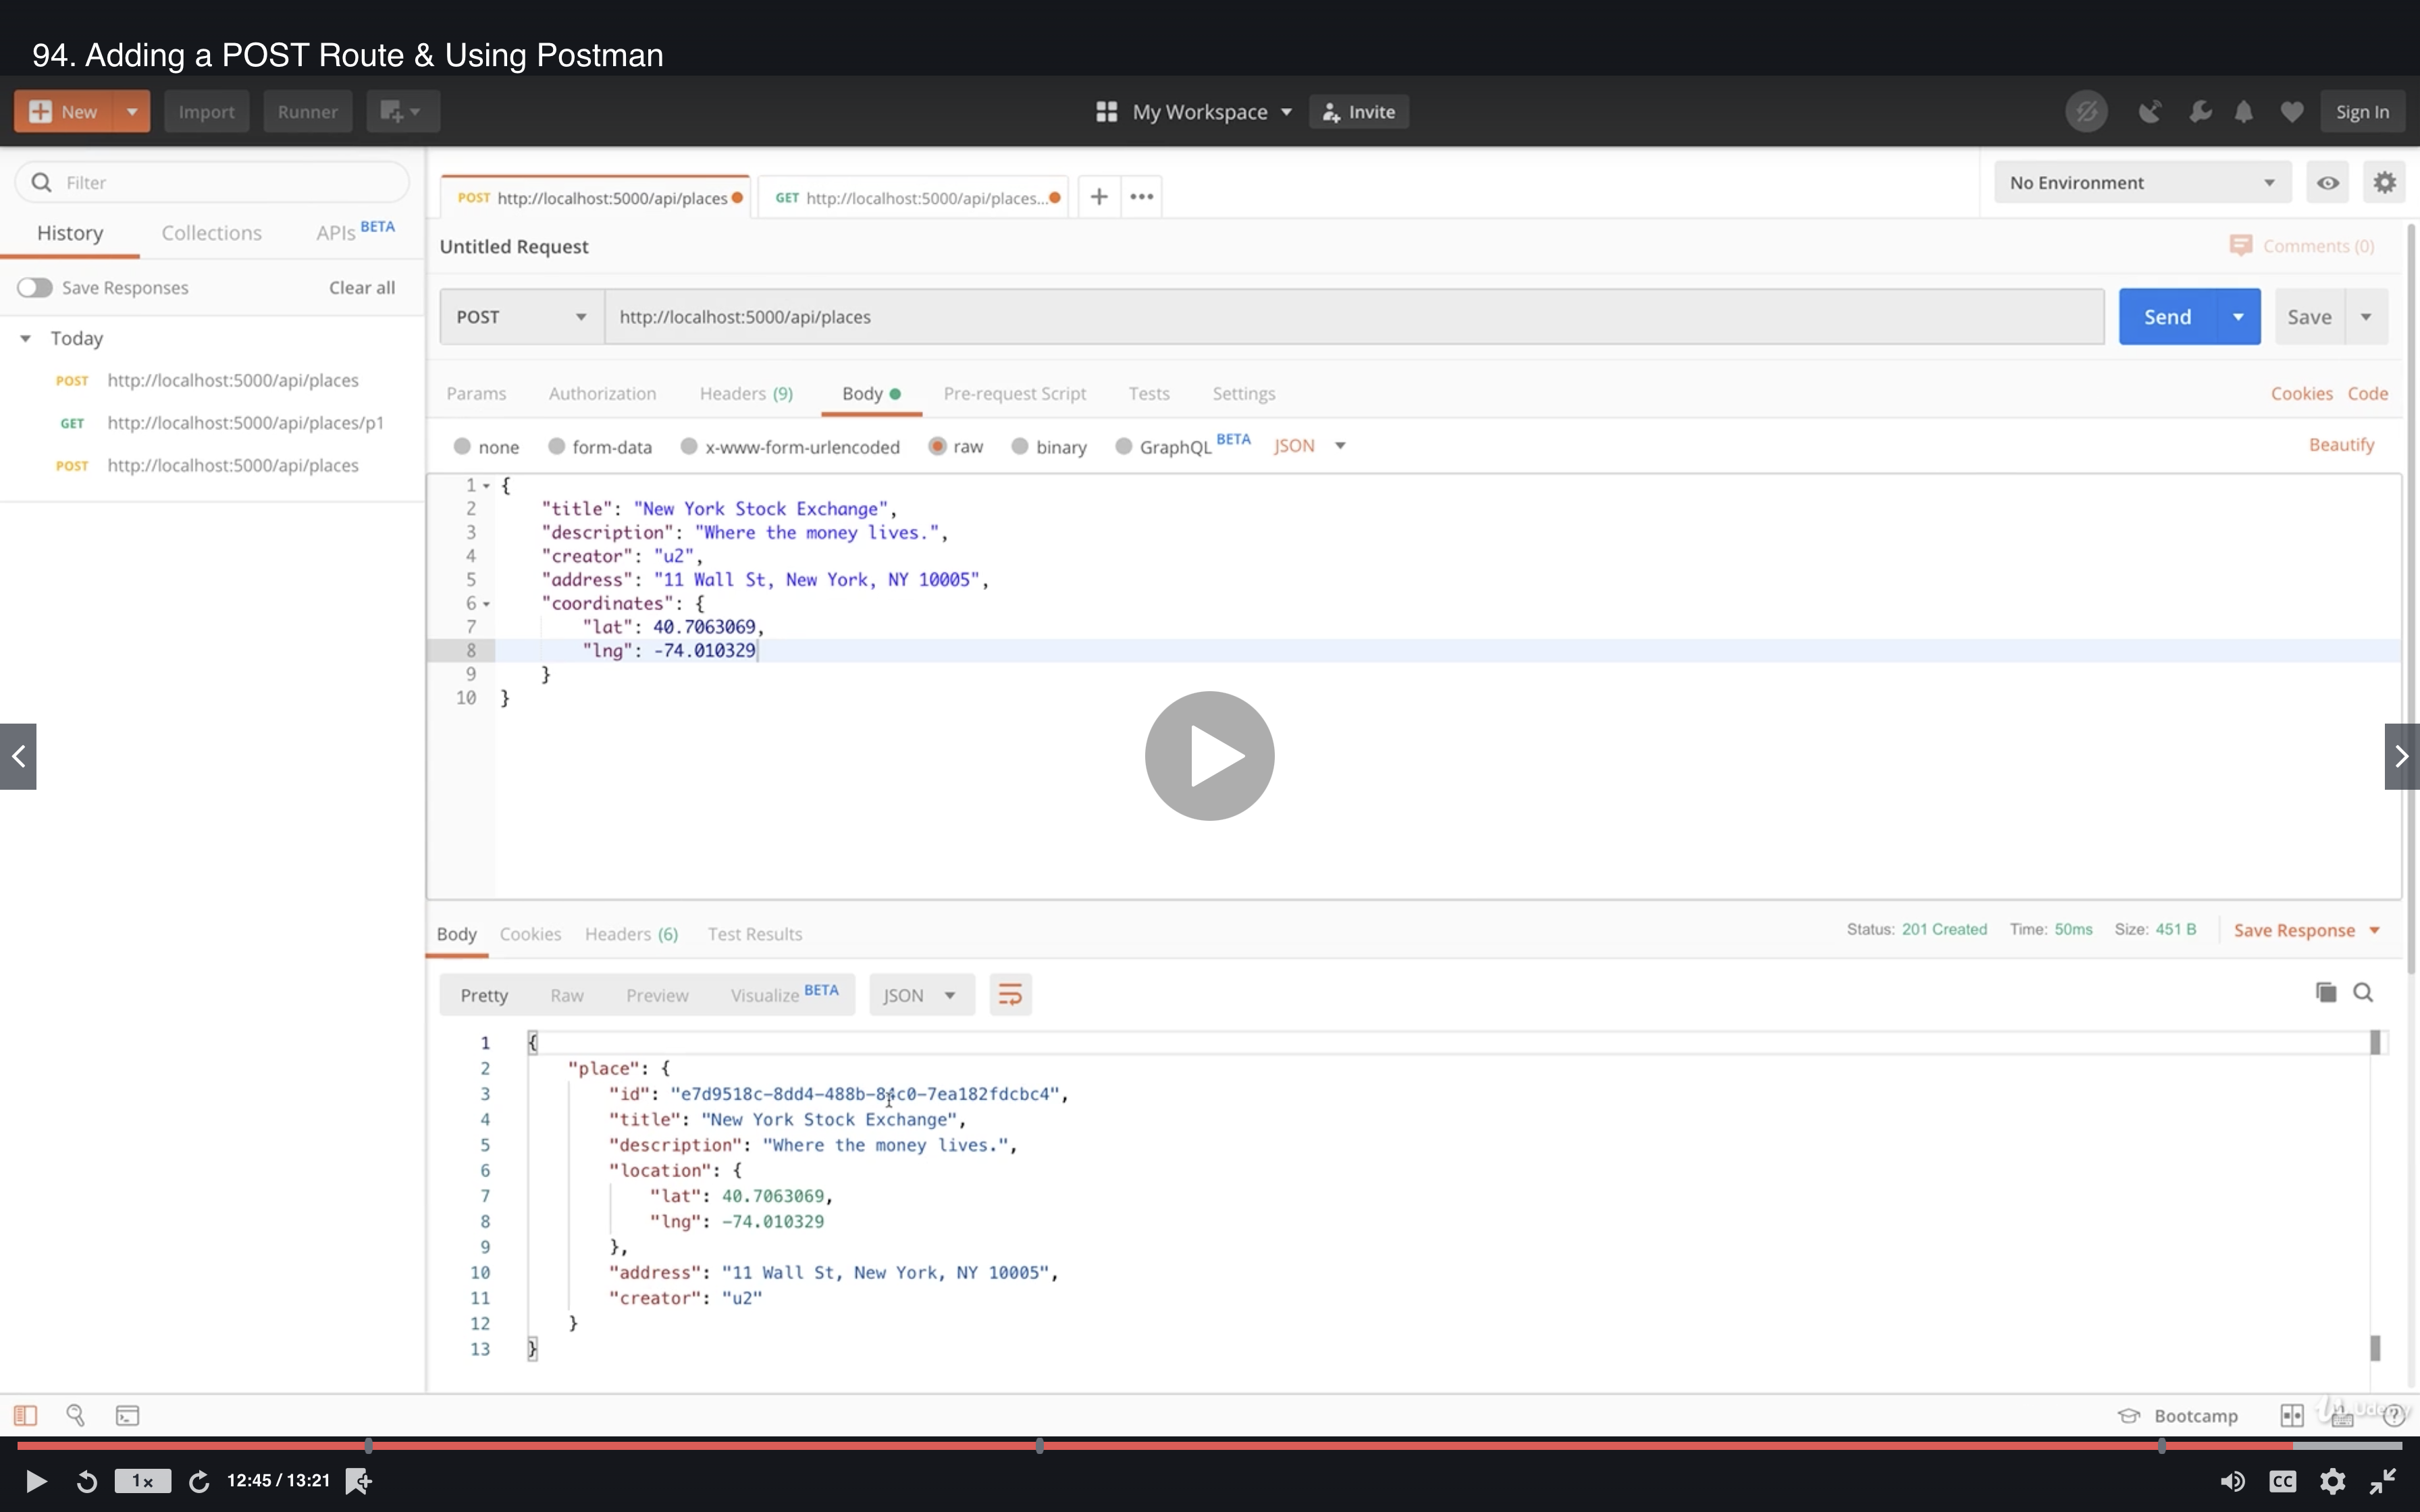 94. Adding a POST Route & Using Postman
New Import Runner My Workspace Invite Sign In
Filter
History Collections APIs BETA
Save Responses Clear all
Today
POST http://localhost:5000/api/places
GET http://localhost:5000/api/places/p1
POST http://localhost:5000/api/places
POST http://localhost:5000/api/places GET http://localhost:5000/api/places... + ••• No Environment
Untitled Request Comments (0)
POST http://localhost:5000/api/places Send Save
Params Authorization Headers (9) Body Pre-request Script Tests Settings Cookies Code
none form-data x-www-form-urlencoded raw binary GraphQL BETA JSON Beautify
1 {
2 "title": "New York Stock Exchange",
3 "description": "Where the money lives.",
4 "creator": "u2",
5 "address": "11 Wall St, New York, NY 10005",
6 "coordinates": {
7 "lat": 40.7063069,
8 "lng": -74.010329
9 }
10 }
Body Cookies Headers (6) Test Results Status: 201 Created Time: 50ms Size: 451 B Save Response
Pretty Raw Preview Visualize BETA JSON
1 {
2 "place": {
3 "id": "e7d9518c-8dd4-488b-84c0-7ea182fdcbc4",
4 "title": "New York Stock Exchange",
5 "description": "Where the money lives.",
6 "location": {
7 "lat": 40.7063069,
8 "lng": -74.010329
9 },
10 "address": "11 Wall St, New York, NY 10005",
11 "creator": "u2"
12 }
13 }
Bootcamp
1x 12:45 / 13:21 CC